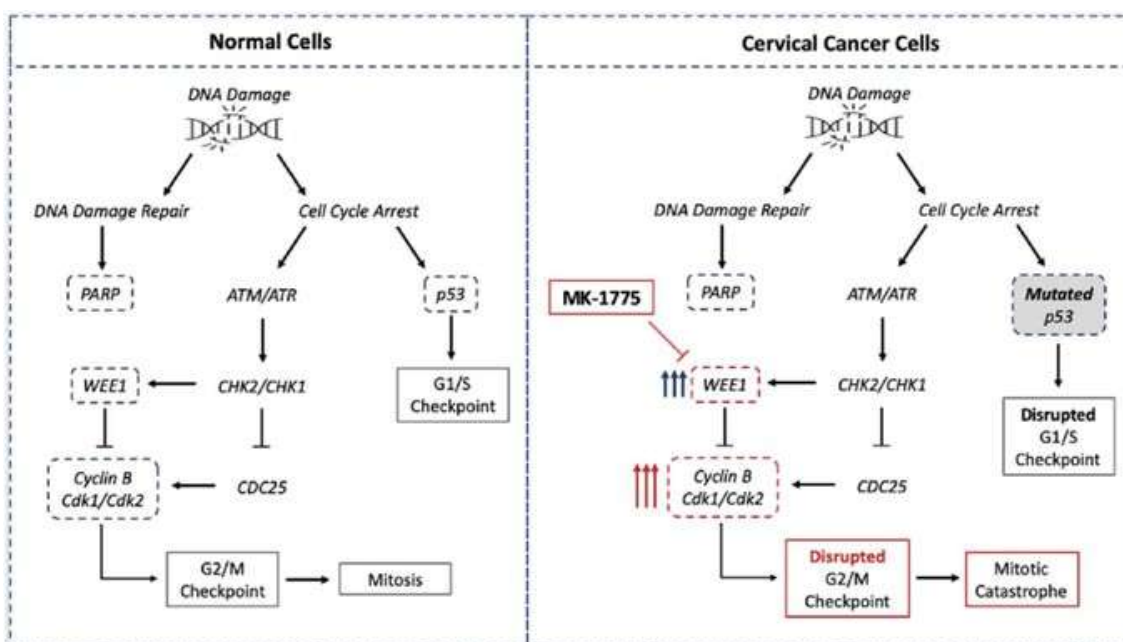 Normal Cells
DNA Damage
DNA Damage Repair
Cell Cycle Arrest
PARP
ATM/ATR
p53
WEE1
CHK2/CHK1
G1/S
Checkpoint
Cyclin B
Cdk1/Cdk2
CDC25
G2/M
Checkpoint
Mitosis
Cervical Cancer Cells
DNA Damage
DNA Damage Repair
Cell Cycle Arrest
MK-1775
PARP
ATM/ATR
Mutated
p53
WEE1
CHK2/CHK1
Disrupted
G1/S
Checkpoint
Cyclin B
Cdk1/Cdk2
CDC25
Disrupted
G2/M
Checkpoint
Mitotic
Catastrophe